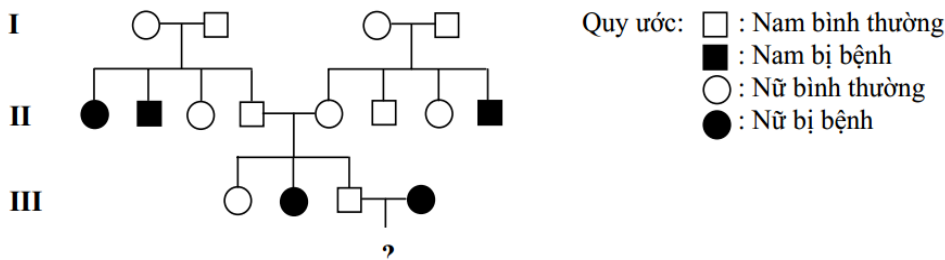 I
Quy ước:
: Nam bình thường
: Nam bị bệnh
: Nữ bình thường
: Nữ bị bệnh
II
III
?